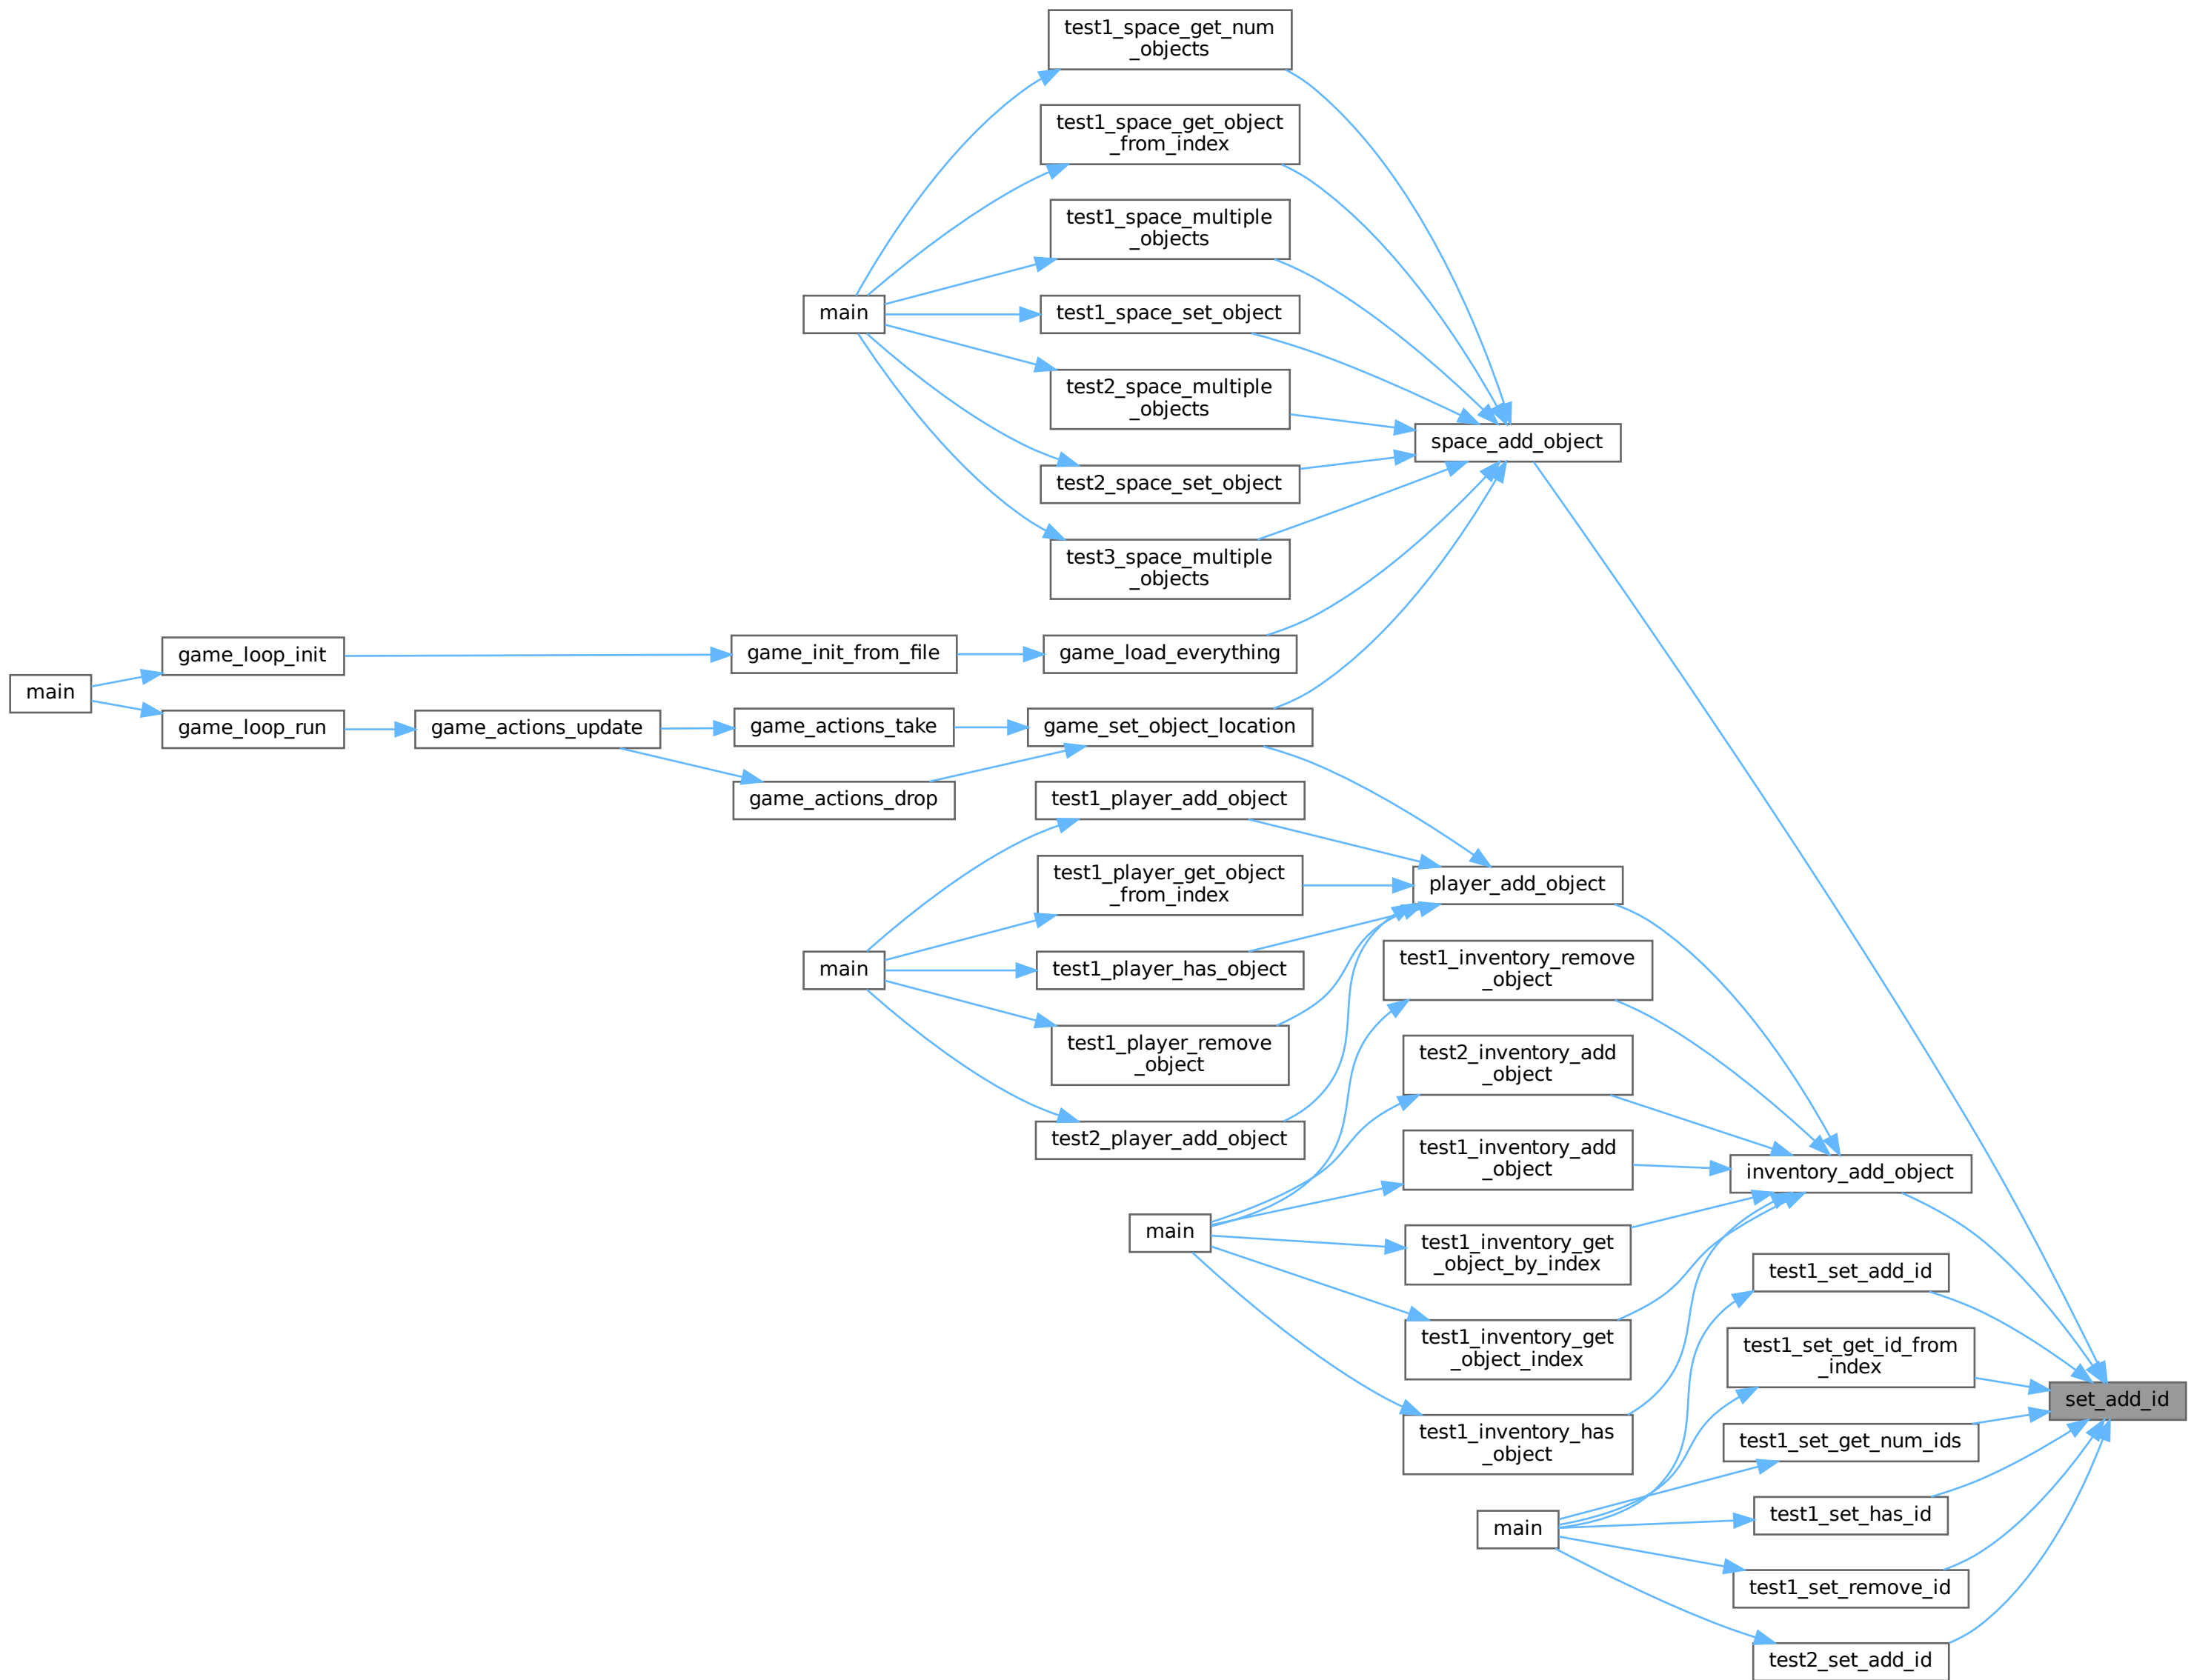 test1_space_get_num
_objects
test1_space_get_object
_from_index
test1_space_multiple
_objects
main
test1_space_set_object
test2_space_multiple
_objects
space_add_object
test2_space_set_object
test3_space_multiple
_objects
game_loop_init
game_init_from_file
game_load_everything
main
game_loop_run
game_actions_update
game_actions_take
game_set_object_location
game_actions_drop
test1_player_add_object
test1_player_get_object
_from_index
player_add_object
main
test1_player_has_object
test1_inventory_remove
_object
test1_player_remove
_object
test2_inventory_add
_object
test2_player_add_object
test1_inventory_add
_object
inventory_add_object
main
test1_inventory_get
_object_by_index
test1_set_add_id
test1_inventory_get
_object_index
test1_set_get_id_from
_index
set_add_id
test1_inventory_has
_object
test1_set_get_num_ids
main
test1_set_has_id
test1_set_remove_id
test2_set_add_id